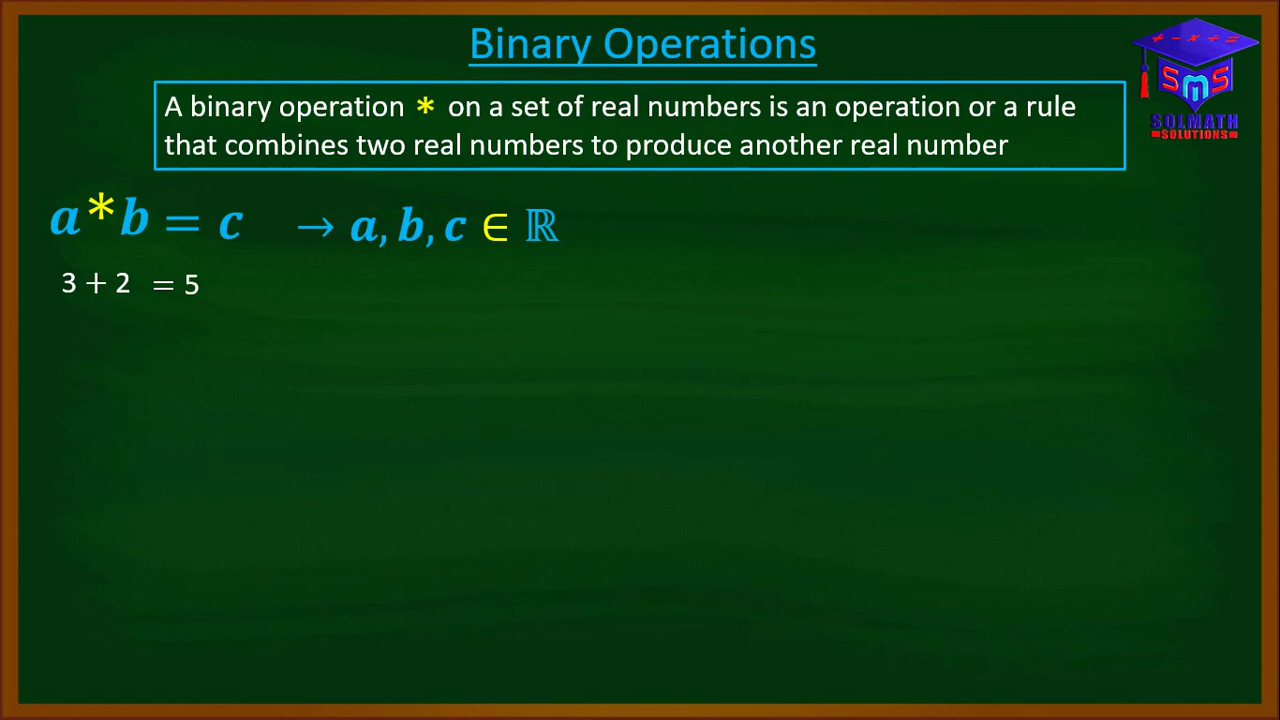 Binary Operations
A binary operation * on a set of real numbers is an operation or a rule
that combines two real numbers to produce another real number
a * b = c → a, b, c ∈ ℝ
3 + 2 = 5
+ - × ÷ =
SMS
SOLMATH
SOLUTIONS